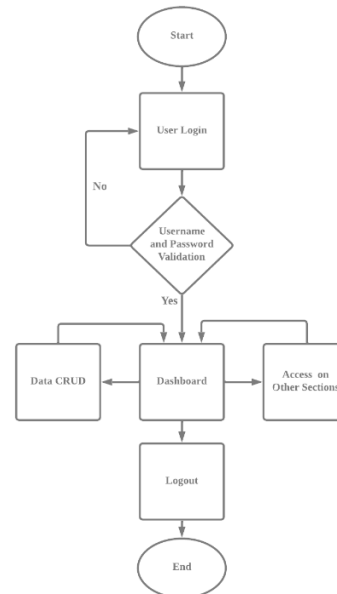 Start
User Login
No
Username
and Password
Validation
Yes
Data CRUD
Dashboard
Access on
Other Sections
Logout
End